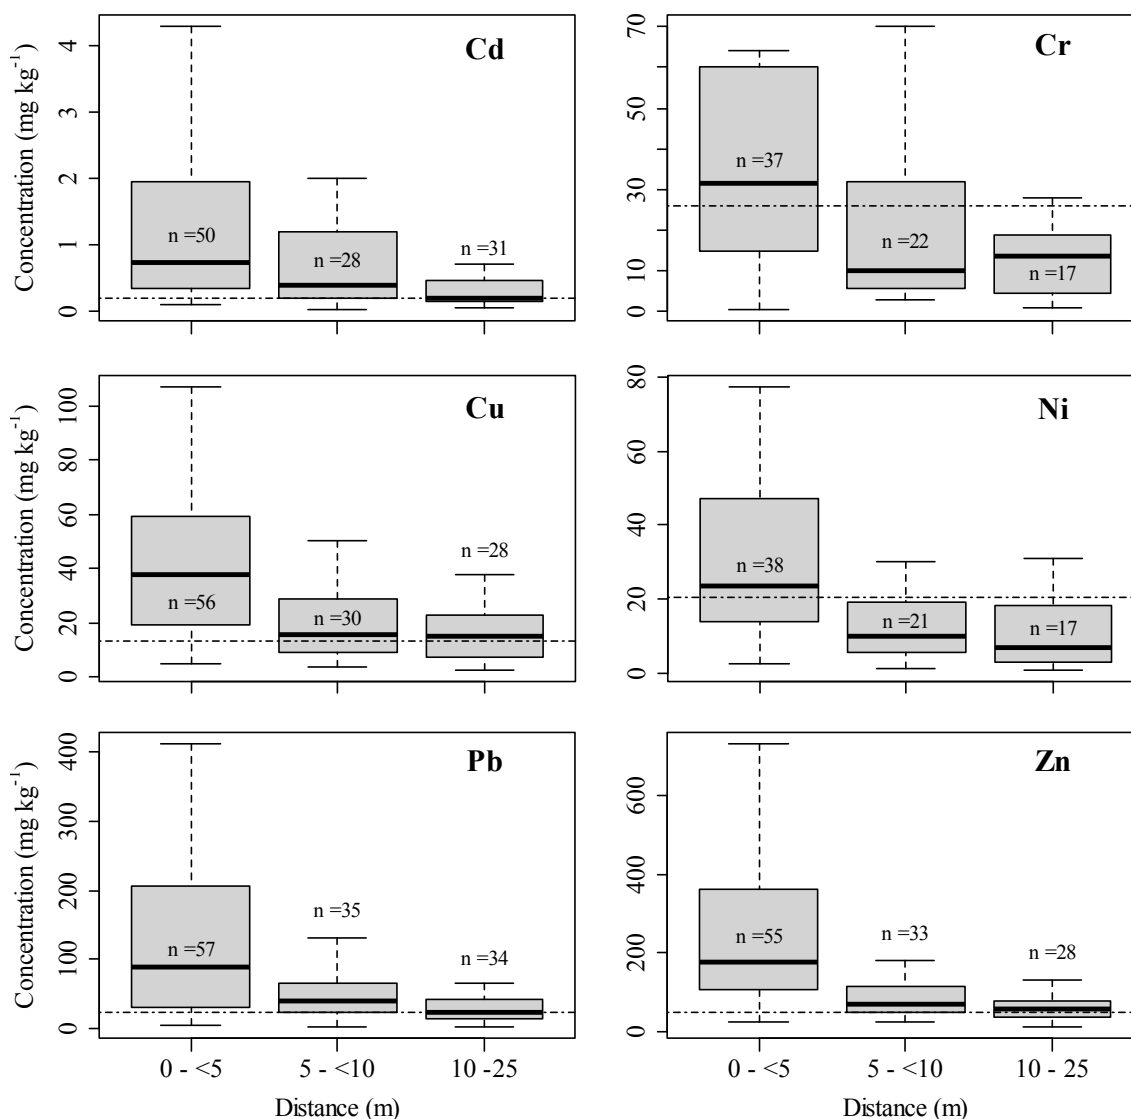 Cd
Concentration (mg kg-1)
4
3
2
1
0
n =50
n =28
n =31
Cr
70
50
30
10
0
n =37
n =22
n =17
Cu
Concentration (mg kg-1)
100
80
60
40
20
0
n =56
n =30
n =28
Ni
80
60
40
20
0
n =38
n =21
n =17
Pb
Concentration (mg kg-1)
400
300
200
100
0
n =57
n =35
n =34
0 - <5
5 - <10
10 -25
Distance (m)
Zn
600
400
200
0
n =55
n =33
n =28
0 - <5
5 - <10
10 -25
Distance (m)